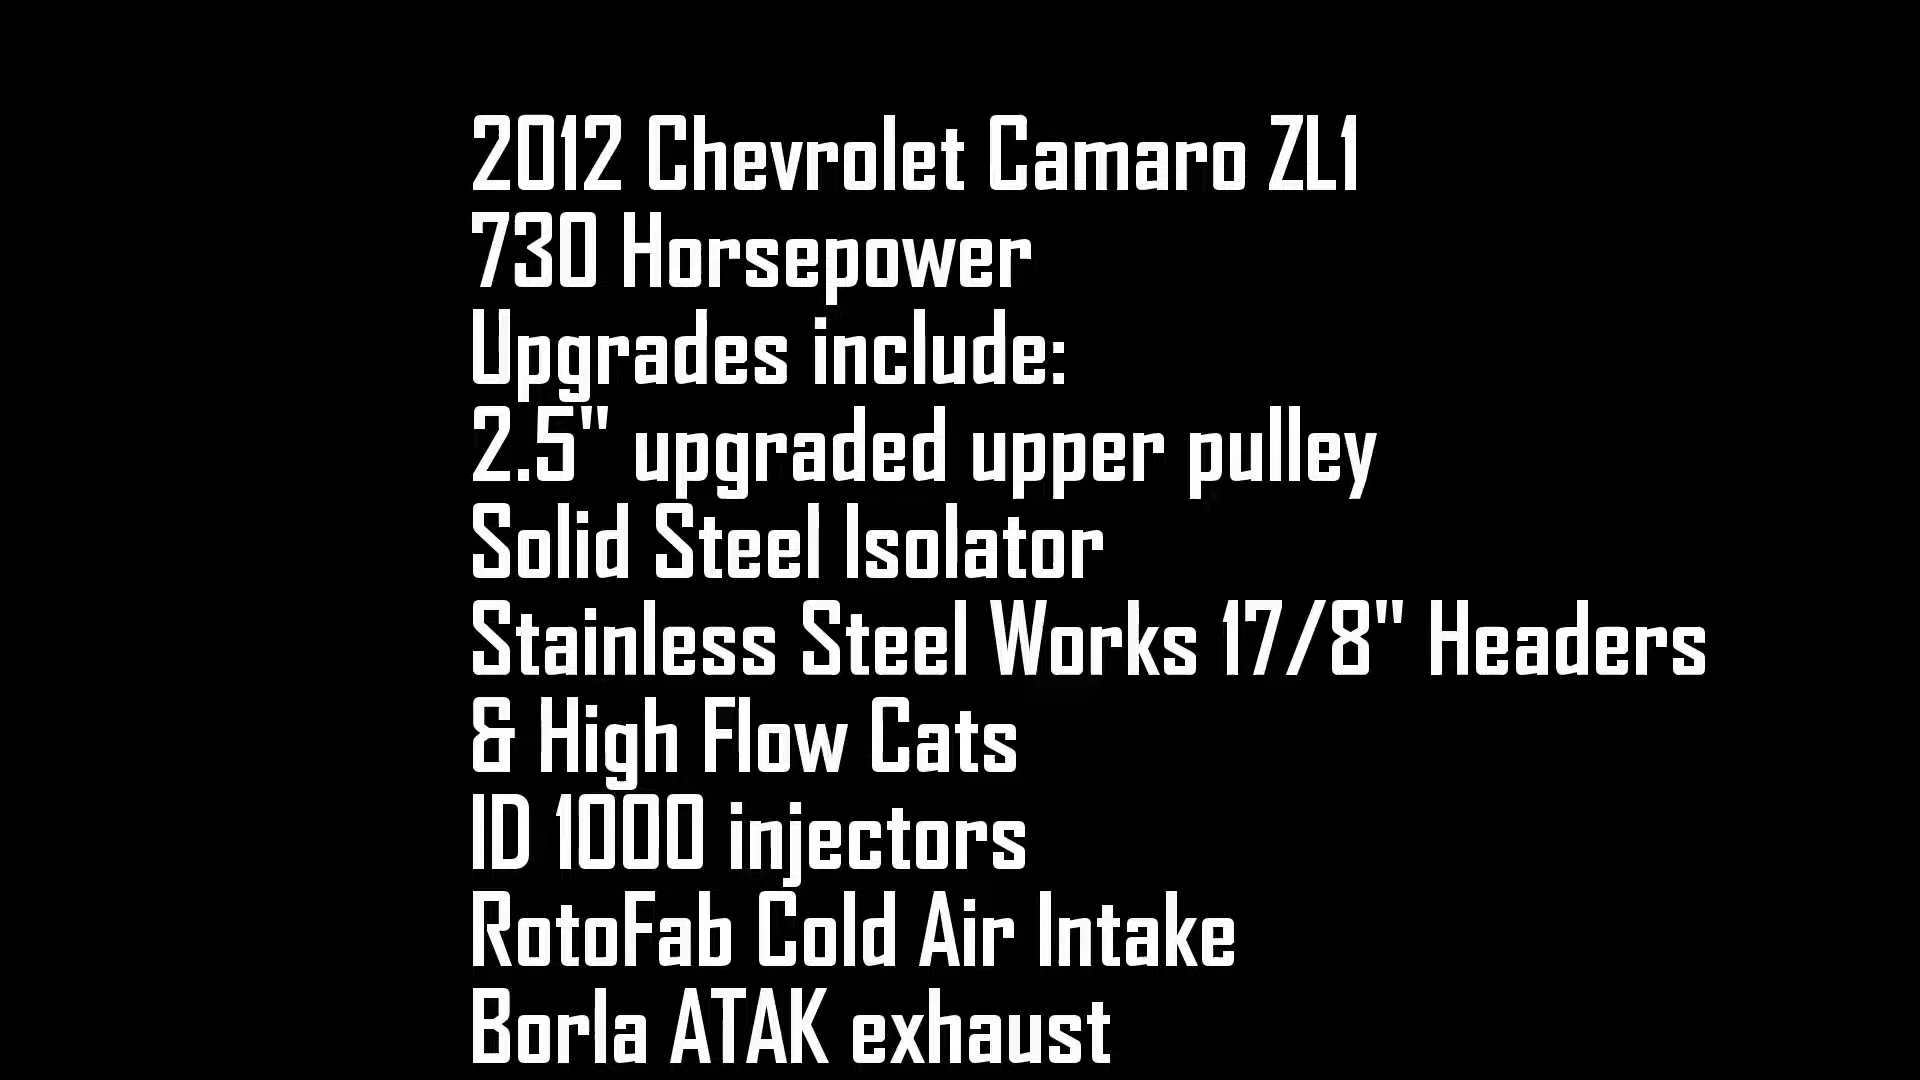 2012 Chevrolet Camaro ZL1
730 Horsepower
Upgrades include:
2.5" upgraded upper pulley
Solid Steel Isolator
Stainless Steel Works 17/8" Headers
& High Flow Cats
ID 1000 injectors
RotoFab Cold Air Intake
Borla ATAK exhaust